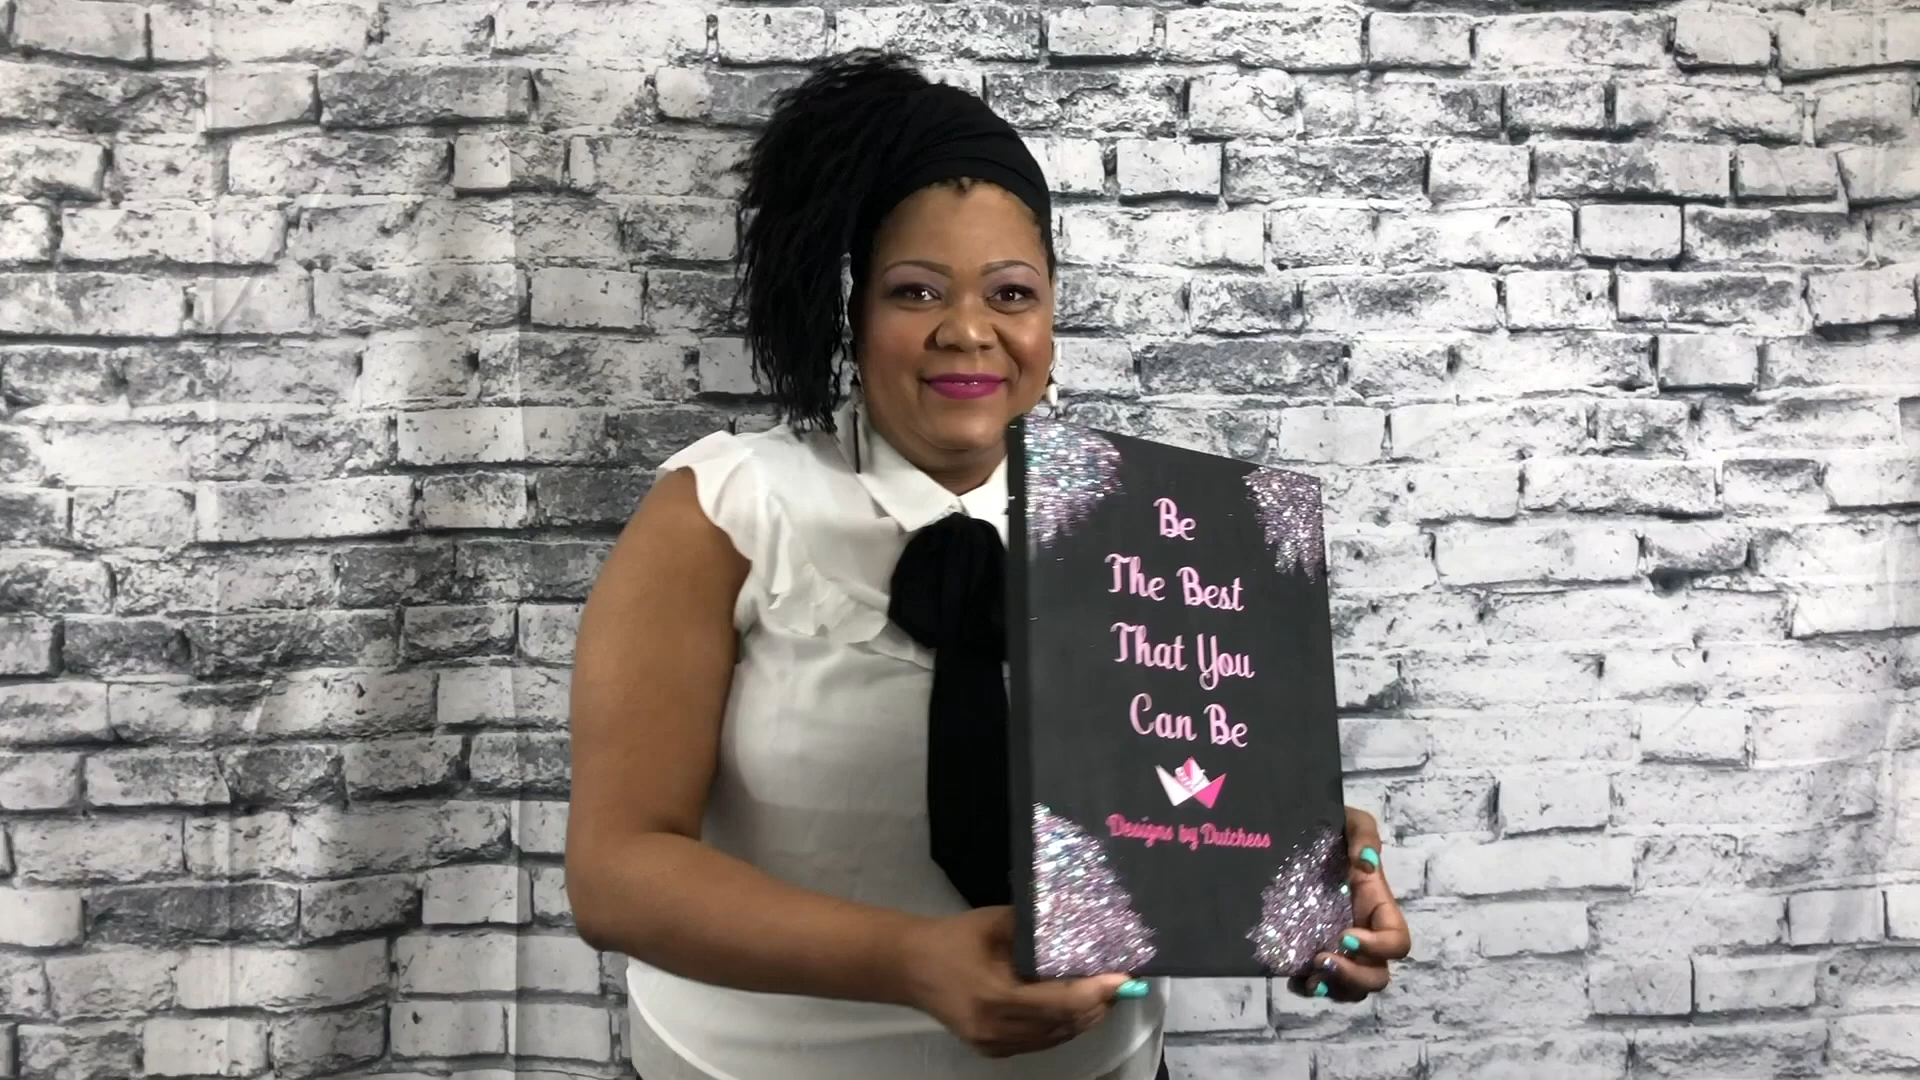 Be
The Best
That You
Can Be
Designs by Dutchess